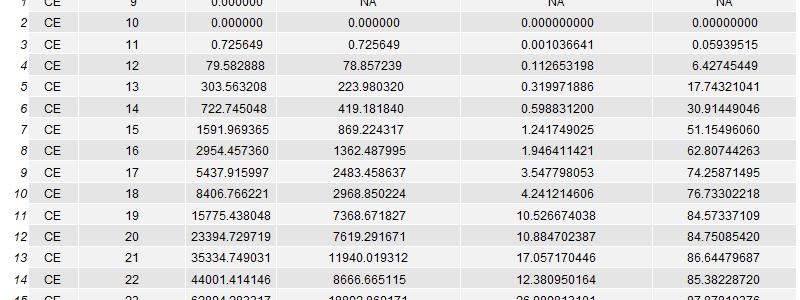 1 CE 9 0.000000 NA NA NA
2 CE 10 0.000000 0.000000 0.000000000 0.00000000
3 CE 11 0.725649 0.725649 0.001036641 0.05939515
4 CE 12 79.582888 78.857239 0.112653198 6.42745449
5 CE 13 303.563208 223.980320 0.319971886 17.74321041
6 CE 14 722.745048 419.181840 0.598831200 30.91449046
7 CE 15 1591.969365 869.224317 1.241749025 51.15496060
8 CE 16 2954.457360 1362.487995 1.946411421 62.80744263
9 CE 17 5437.915997 2483.458637 3.547798053 74.25871495
10 CE 18 8406.766221 2968.850224 4.241214606 76.73302218
11 CE 19 15775.438048 7368.671827 10.526674038 84.57337109
12 CE 20 23394.729719 7619.291671 10.884702387 84.75085420
13 CE 21 35334.749031 11940.019312 17.057170446 86.64479687
14 CE 22 44001.414146 8666.665115 12.380950164 85.38228720
15 CE 23